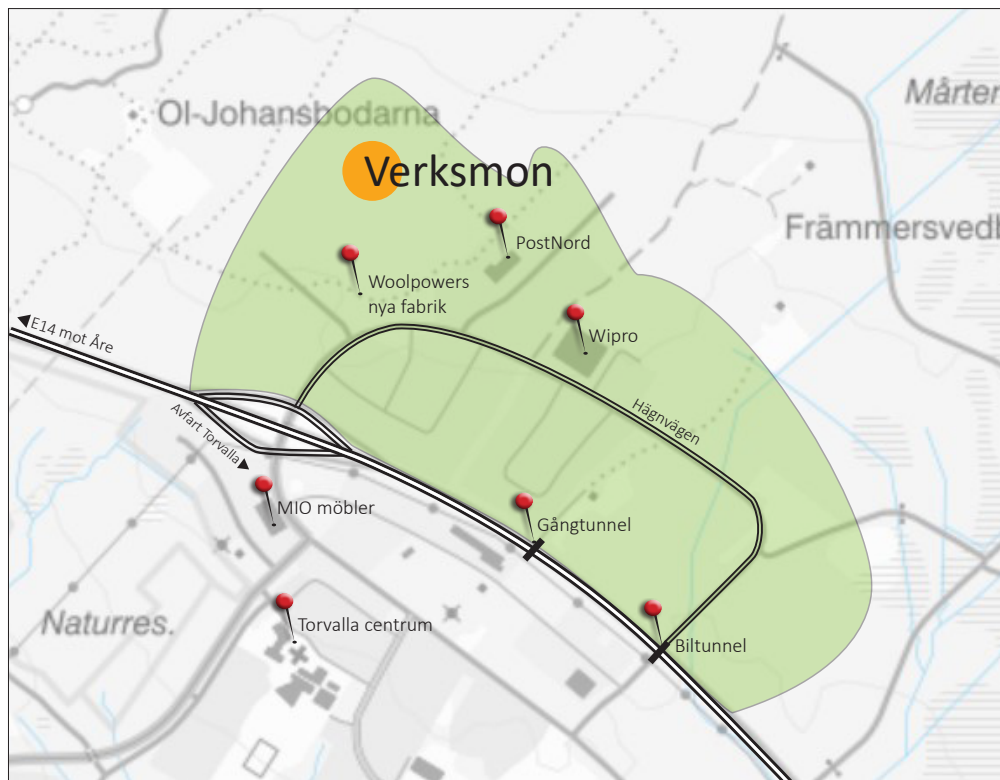 Mårten
Ol-Johansbodarna
Verksmon
Främmersvedb
PostNord
Woolpowers
nya fabrik
Wipro
E14 mot Åre
Hägnvägen
Avfart Torvalla
MIO möbler
Gångtunnel
Naturres.
Torvalla centrum
Biltunnel